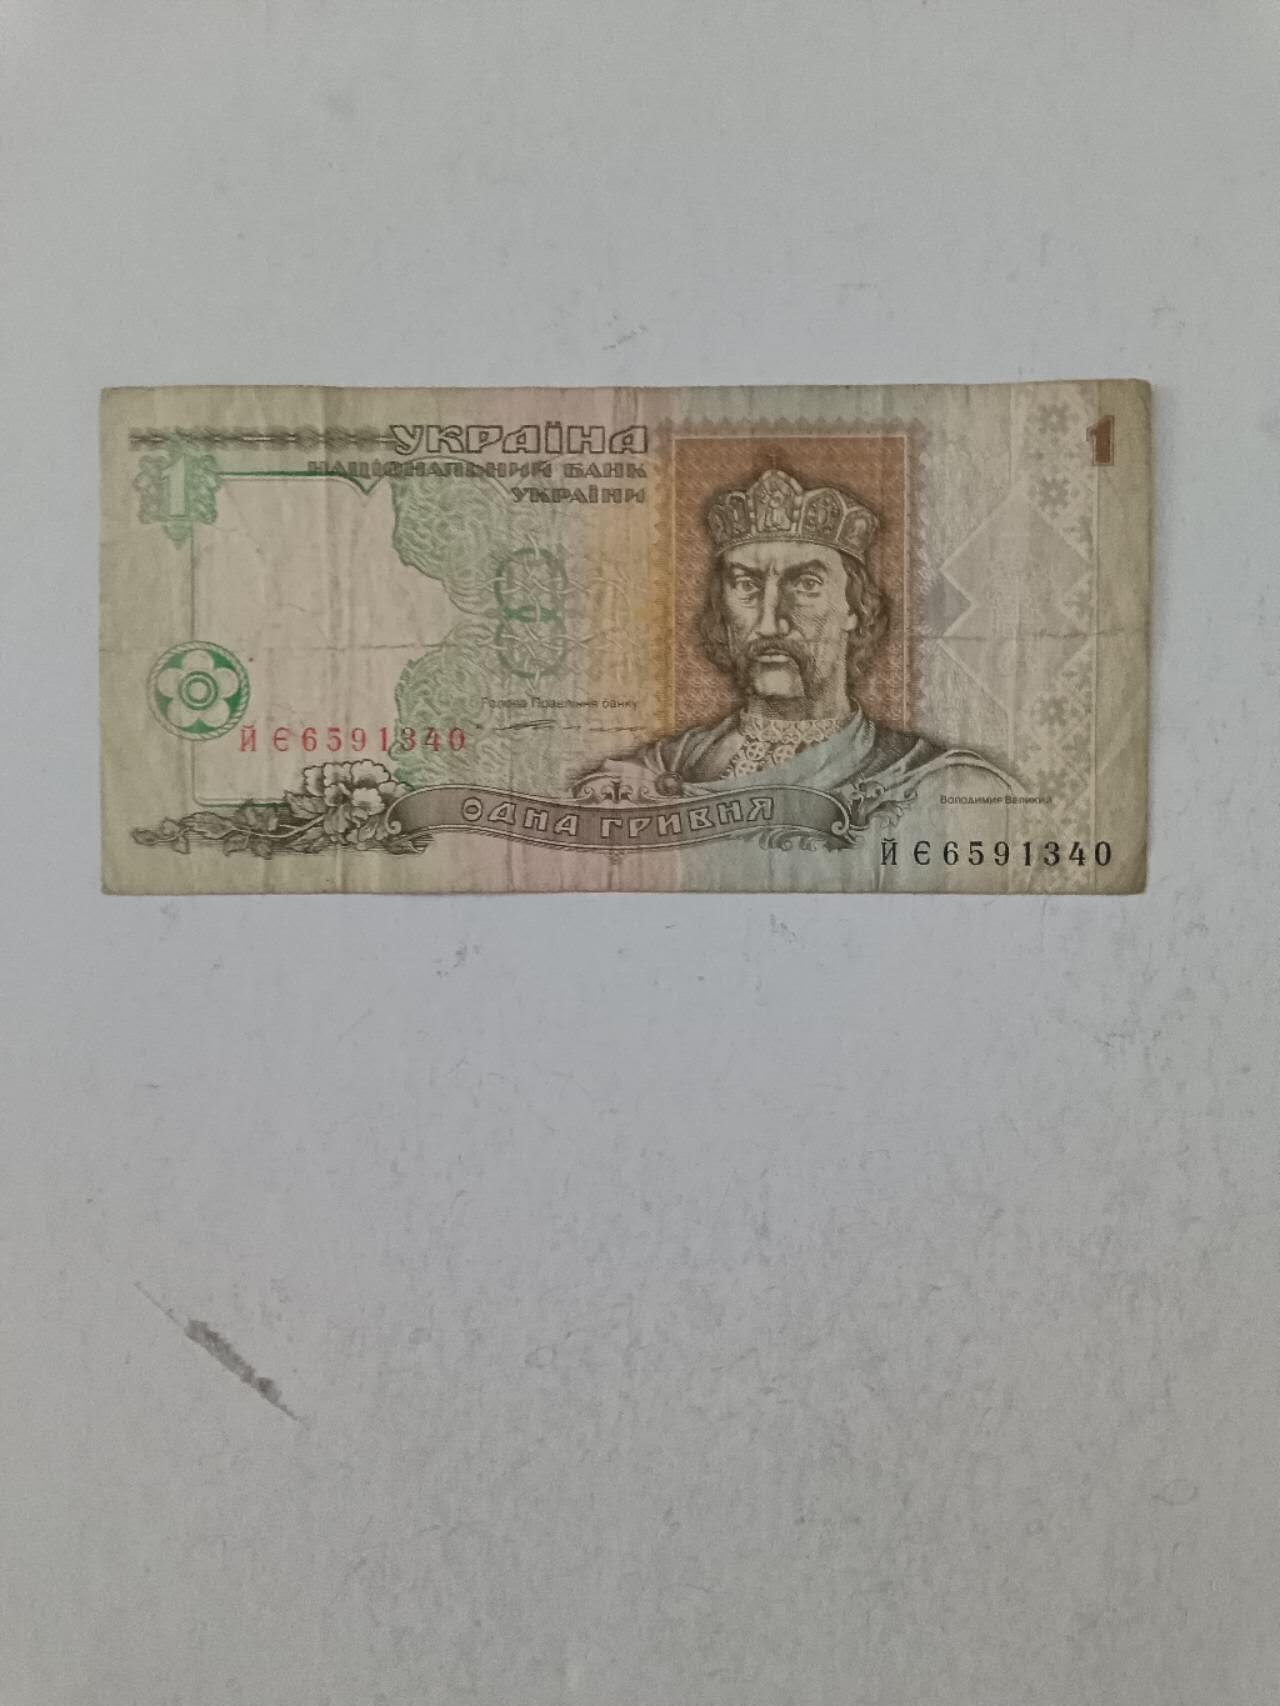 УКРАЇНА
НАЦІОНАЛЬНИЙ БАНК
УКРАЇНИ
1
1
Голова Правління банку
ЙЄ6591340
ОДНА ГРИВНЯ
Володимир Великий
ЙЄ6591340